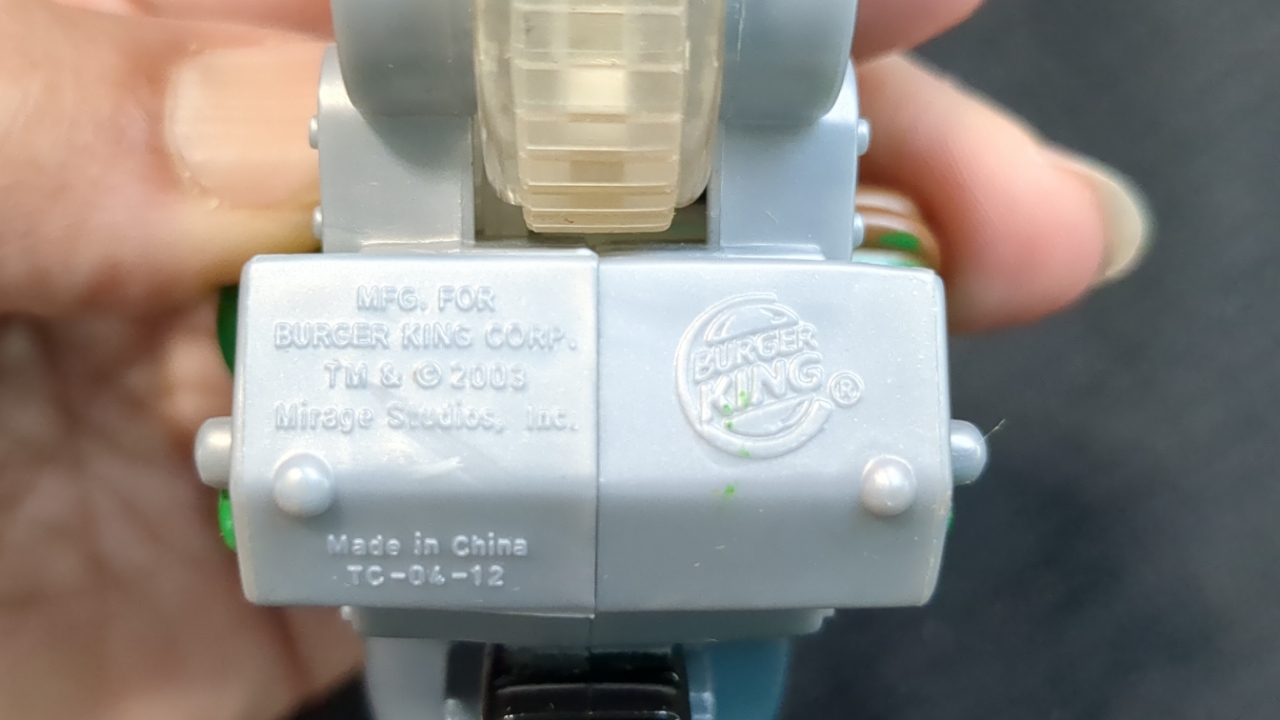 MFG. FOR
BURGER KING CORP.
TM & © 2003
Mirage Studios, Inc.
Made in China
TC-04-12
BURGER
KING®